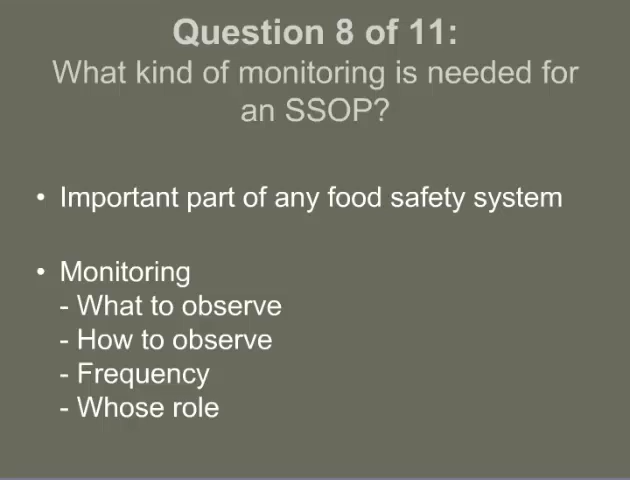 Question 8 of 11:
What kind of monitoring is needed for
an SSOP?
• Important part of any food safety system
• Monitoring
- What to observe
- How to observe
- Frequency
- Whose role